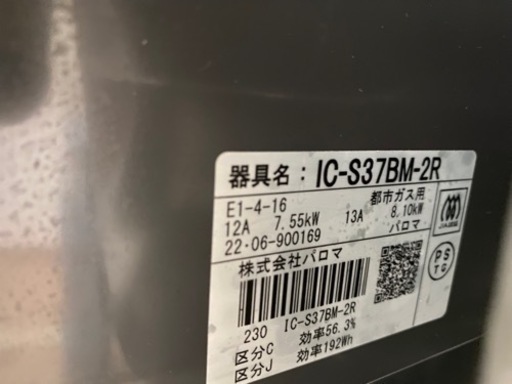 器具名： IC-S37BM-2R
E1-4-16 都市ガス用
12A 7.55kW 13A 8.10kW
22・06-900169 パロマ
株式会社パロマ
230 IC-S37BM-2R
区分C 効率56.3%
区分J 効率192Wh
PS
TG